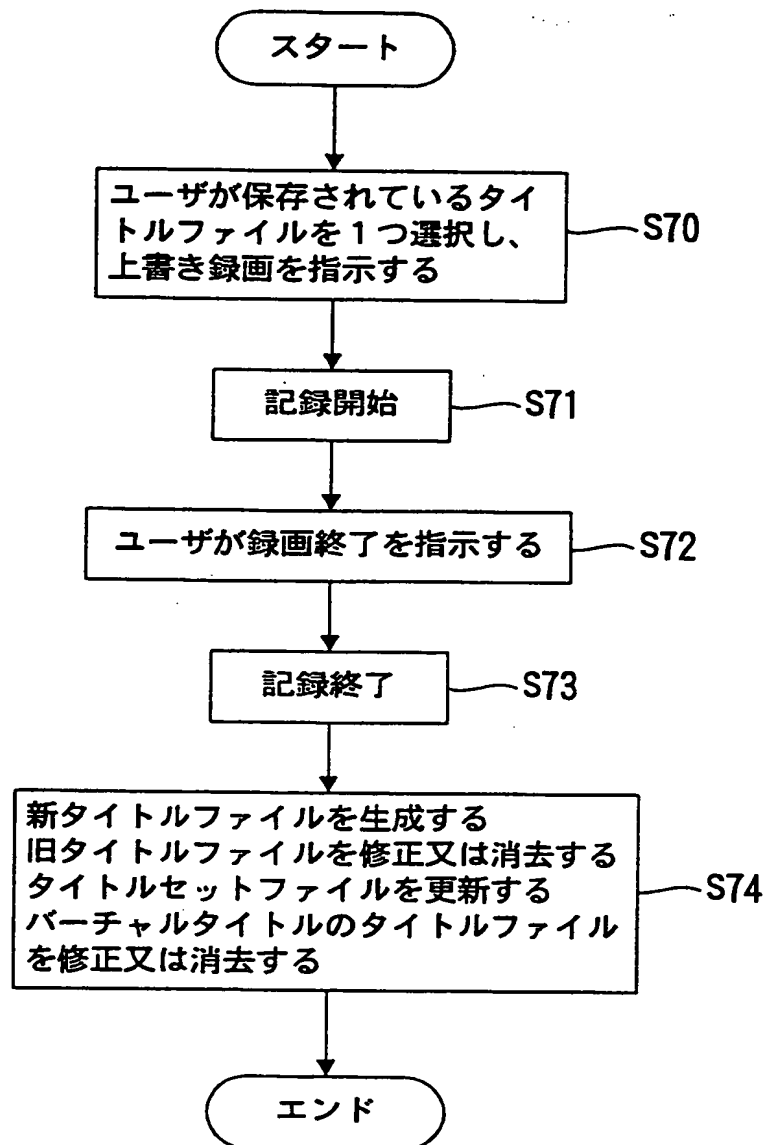 スタート
ユーザが保存されているタイ
トルファイルを1つ選択し、
上書き録画を指示する
S70
記録開始
S71
ユーザが録画終了を指示する
S72
記録終了
S73
新タイトルファイルを生成する
旧タイトルファイルを修正又は消去する
タイトルセットファイルを更新する
バーチャルタイトルのタイトルファイル
を修正又は消去する
S74
エンド